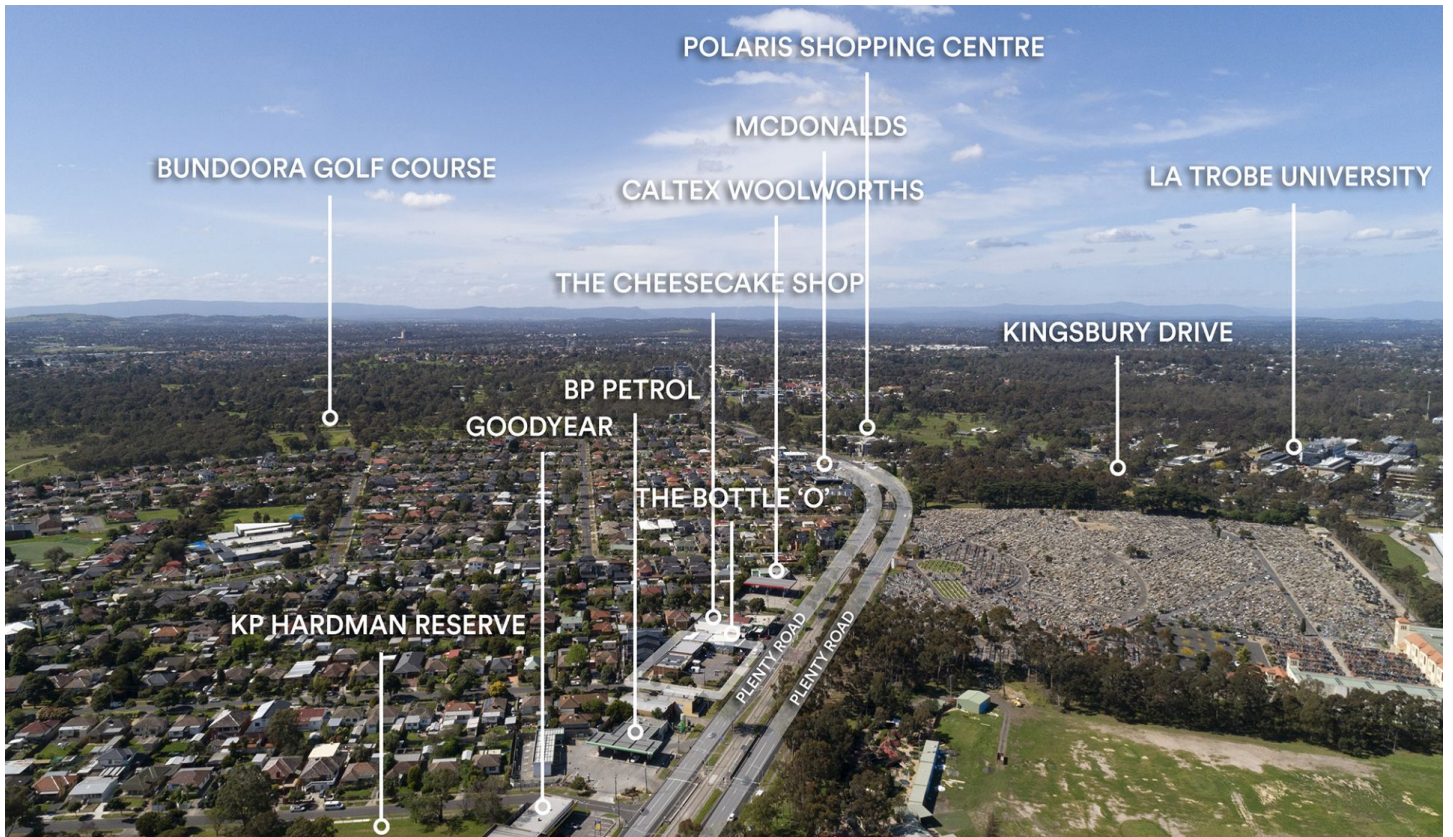 POLARIS SHOPPING CENTRE
MCDONALDS
BUNDOORA GOLF COURSE
CALTEX WOOLWORTHS
LA TROBE UNIVERSITY
THE CHEESECAKE SHOP
KINGSBURY DRIVE
BP PETROL
GOODYEAR
THE BOTTLE ‘O’
KP HARDMAN RESERVE
PLENTY ROAD
PLENTY ROAD